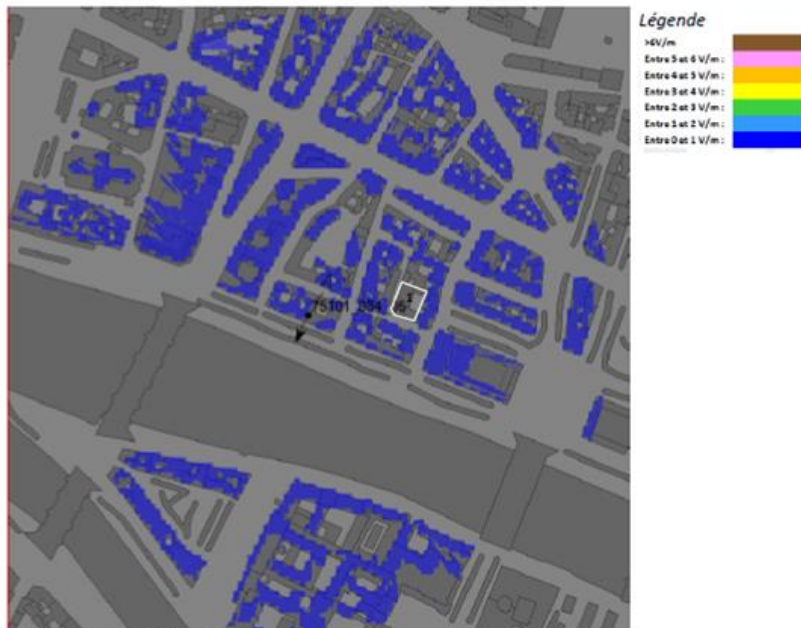 Légende
>6V/m
Entre 5 et 6 V/m :
Entre 4 et 5 V/m :
Entre 3 et 4 V/m :
Entre 2 et 3 V/m :
Entre 1 et 2 V/m :
Entre 0 et 1 V/m :
75101_